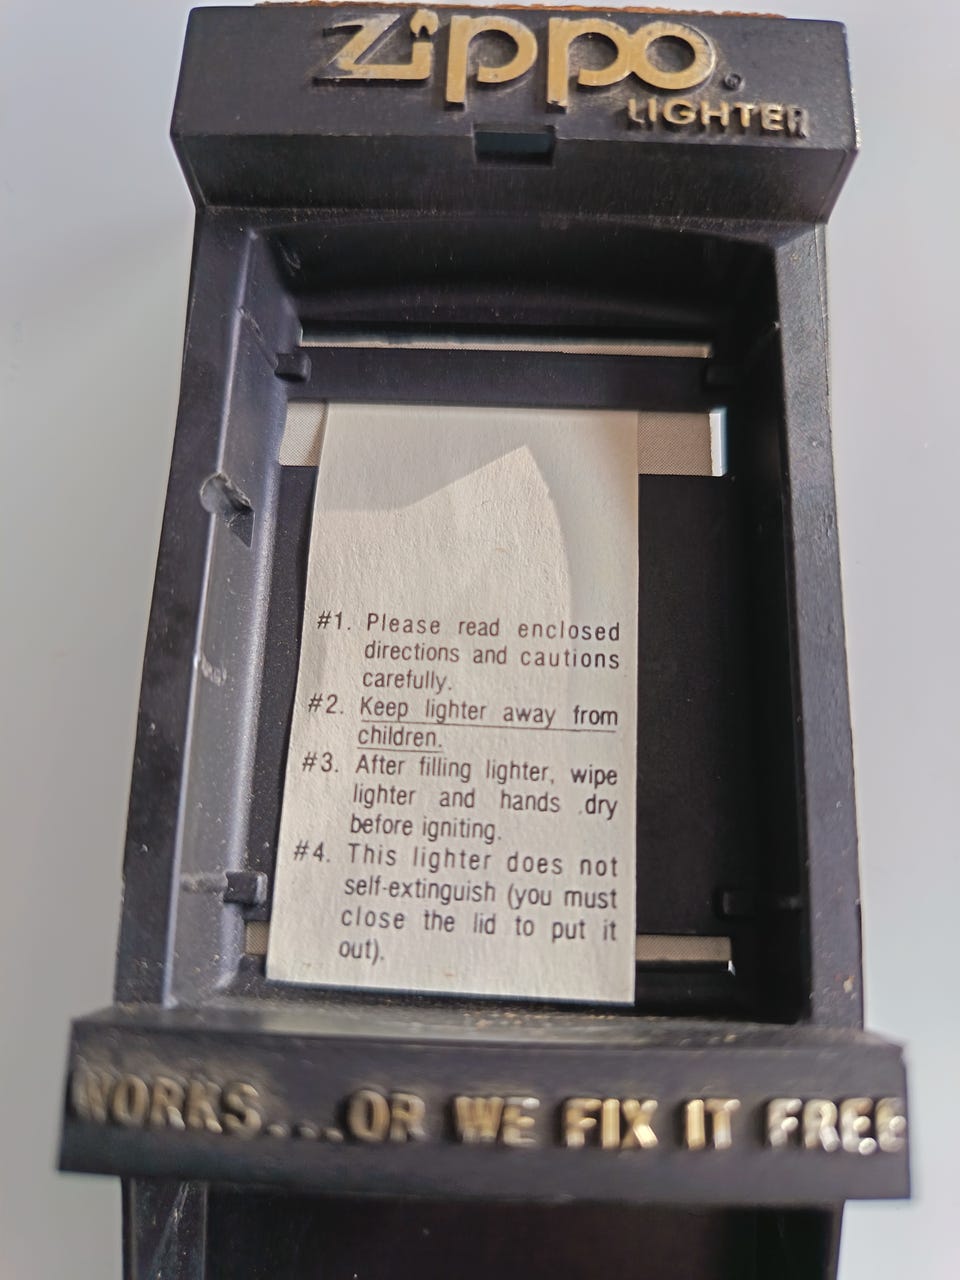 Zippo®
LIGHTER
#1. Please read enclosed
directions and cautions
carefully.
#2. Keep lighter away from
children.
#3. After filling lighter, wipe
lighter and hands dry
before igniting.
#4. This lighter does not
self-extinguish (you must
close the lid to put it
out).
WORKS...OR WE FIX IT FREE